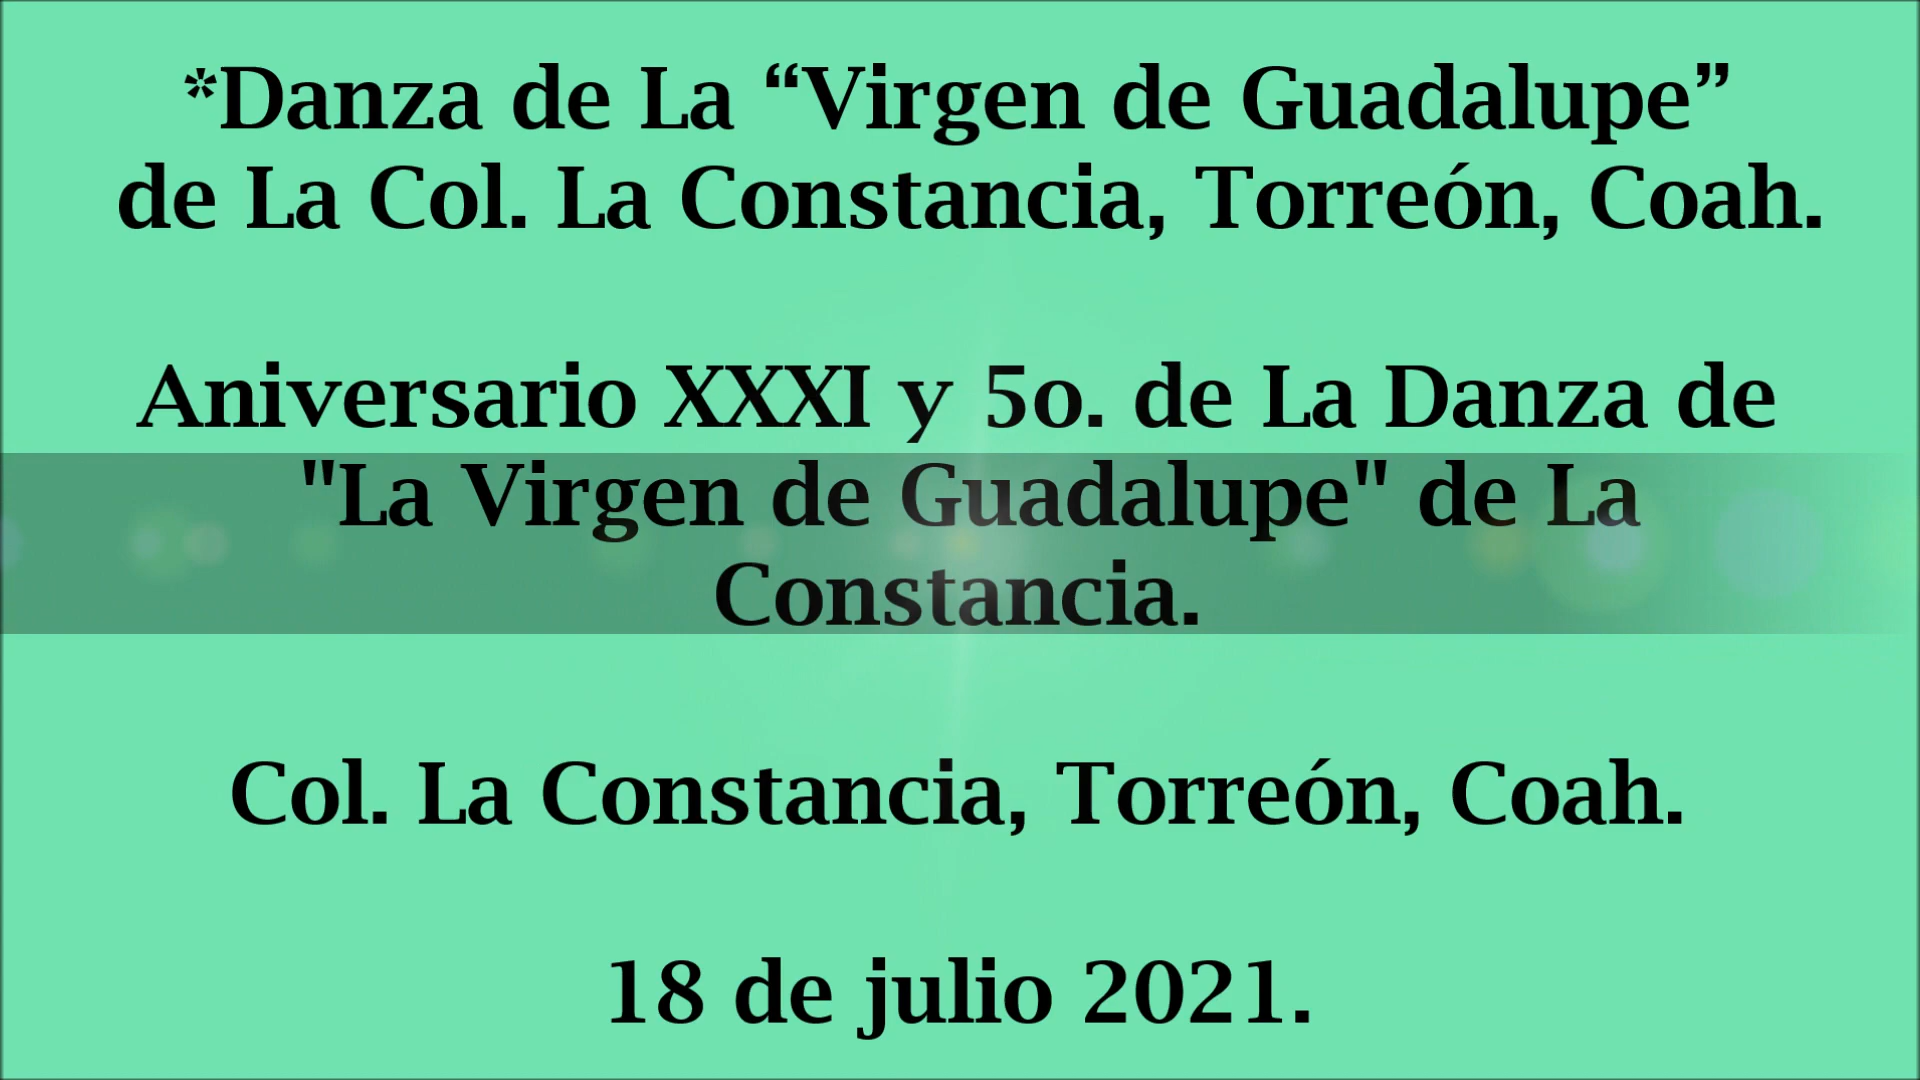 *Danza de La “Virgen de Guadalupe”
de La Col. La Constancia, Torreón, Coah.
Aniversario XXXI y 5o. de La Danza de
"La Virgen de Guadalupe" de La
Constancia.
Col. La Constancia, Torreón, Coah.
18 de julio 2021.